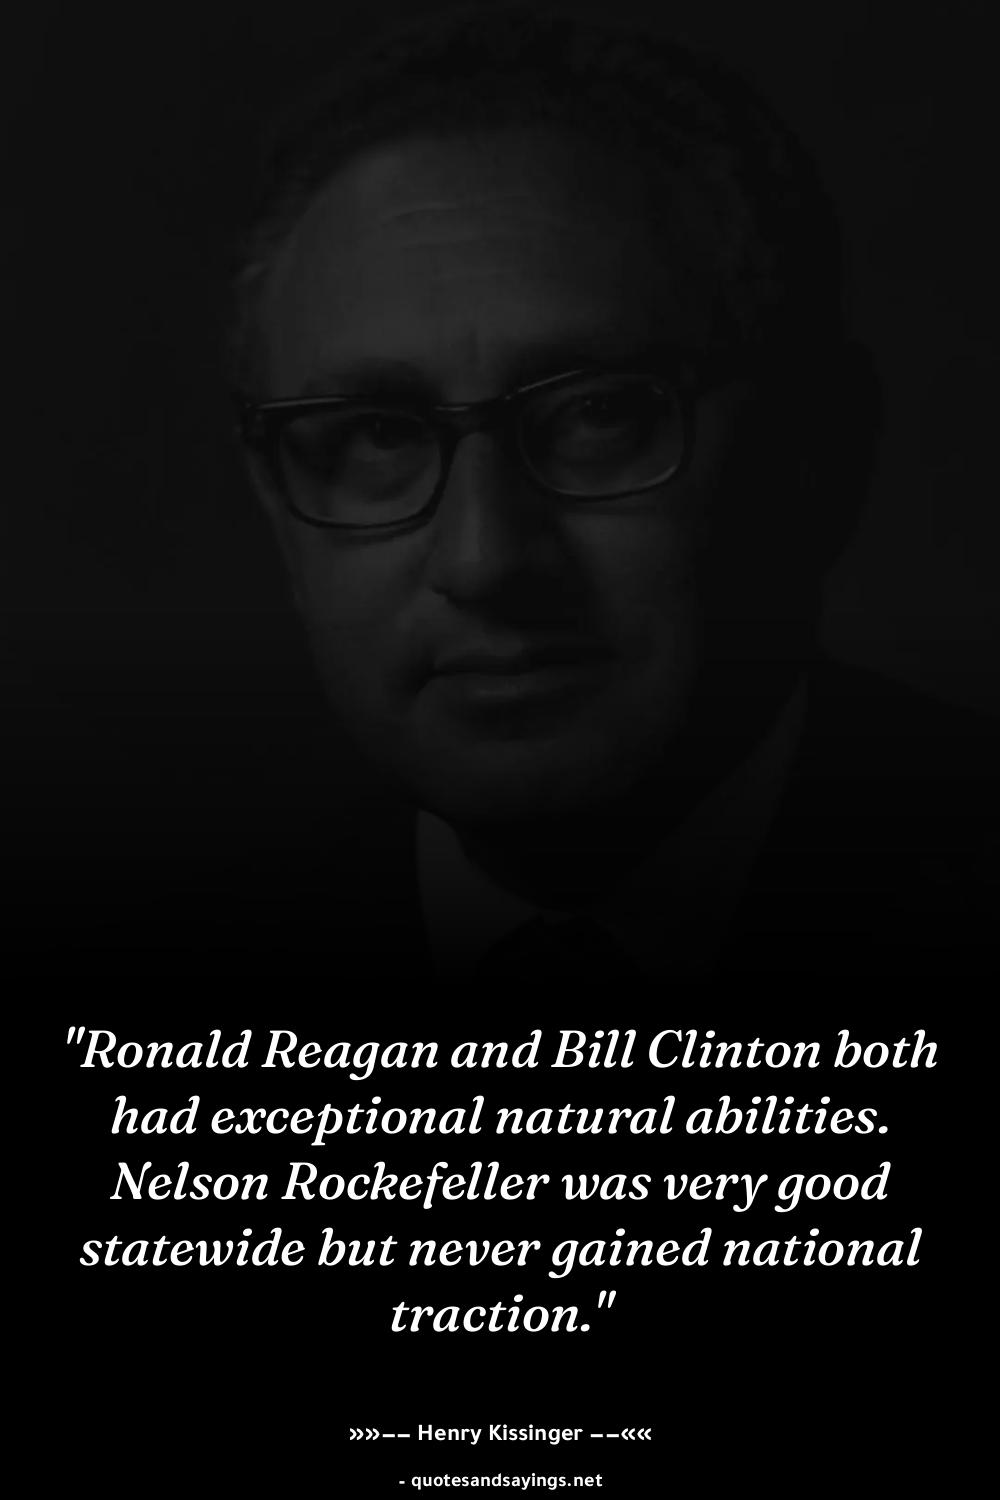 "Ronald Reagan and Bill Clinton both
had exceptional natural abilities.
Nelson Rockefeller was very good
statewide but never gained national
traction."
»»–– Henry Kissinger ––««
- quotesandsayings.net